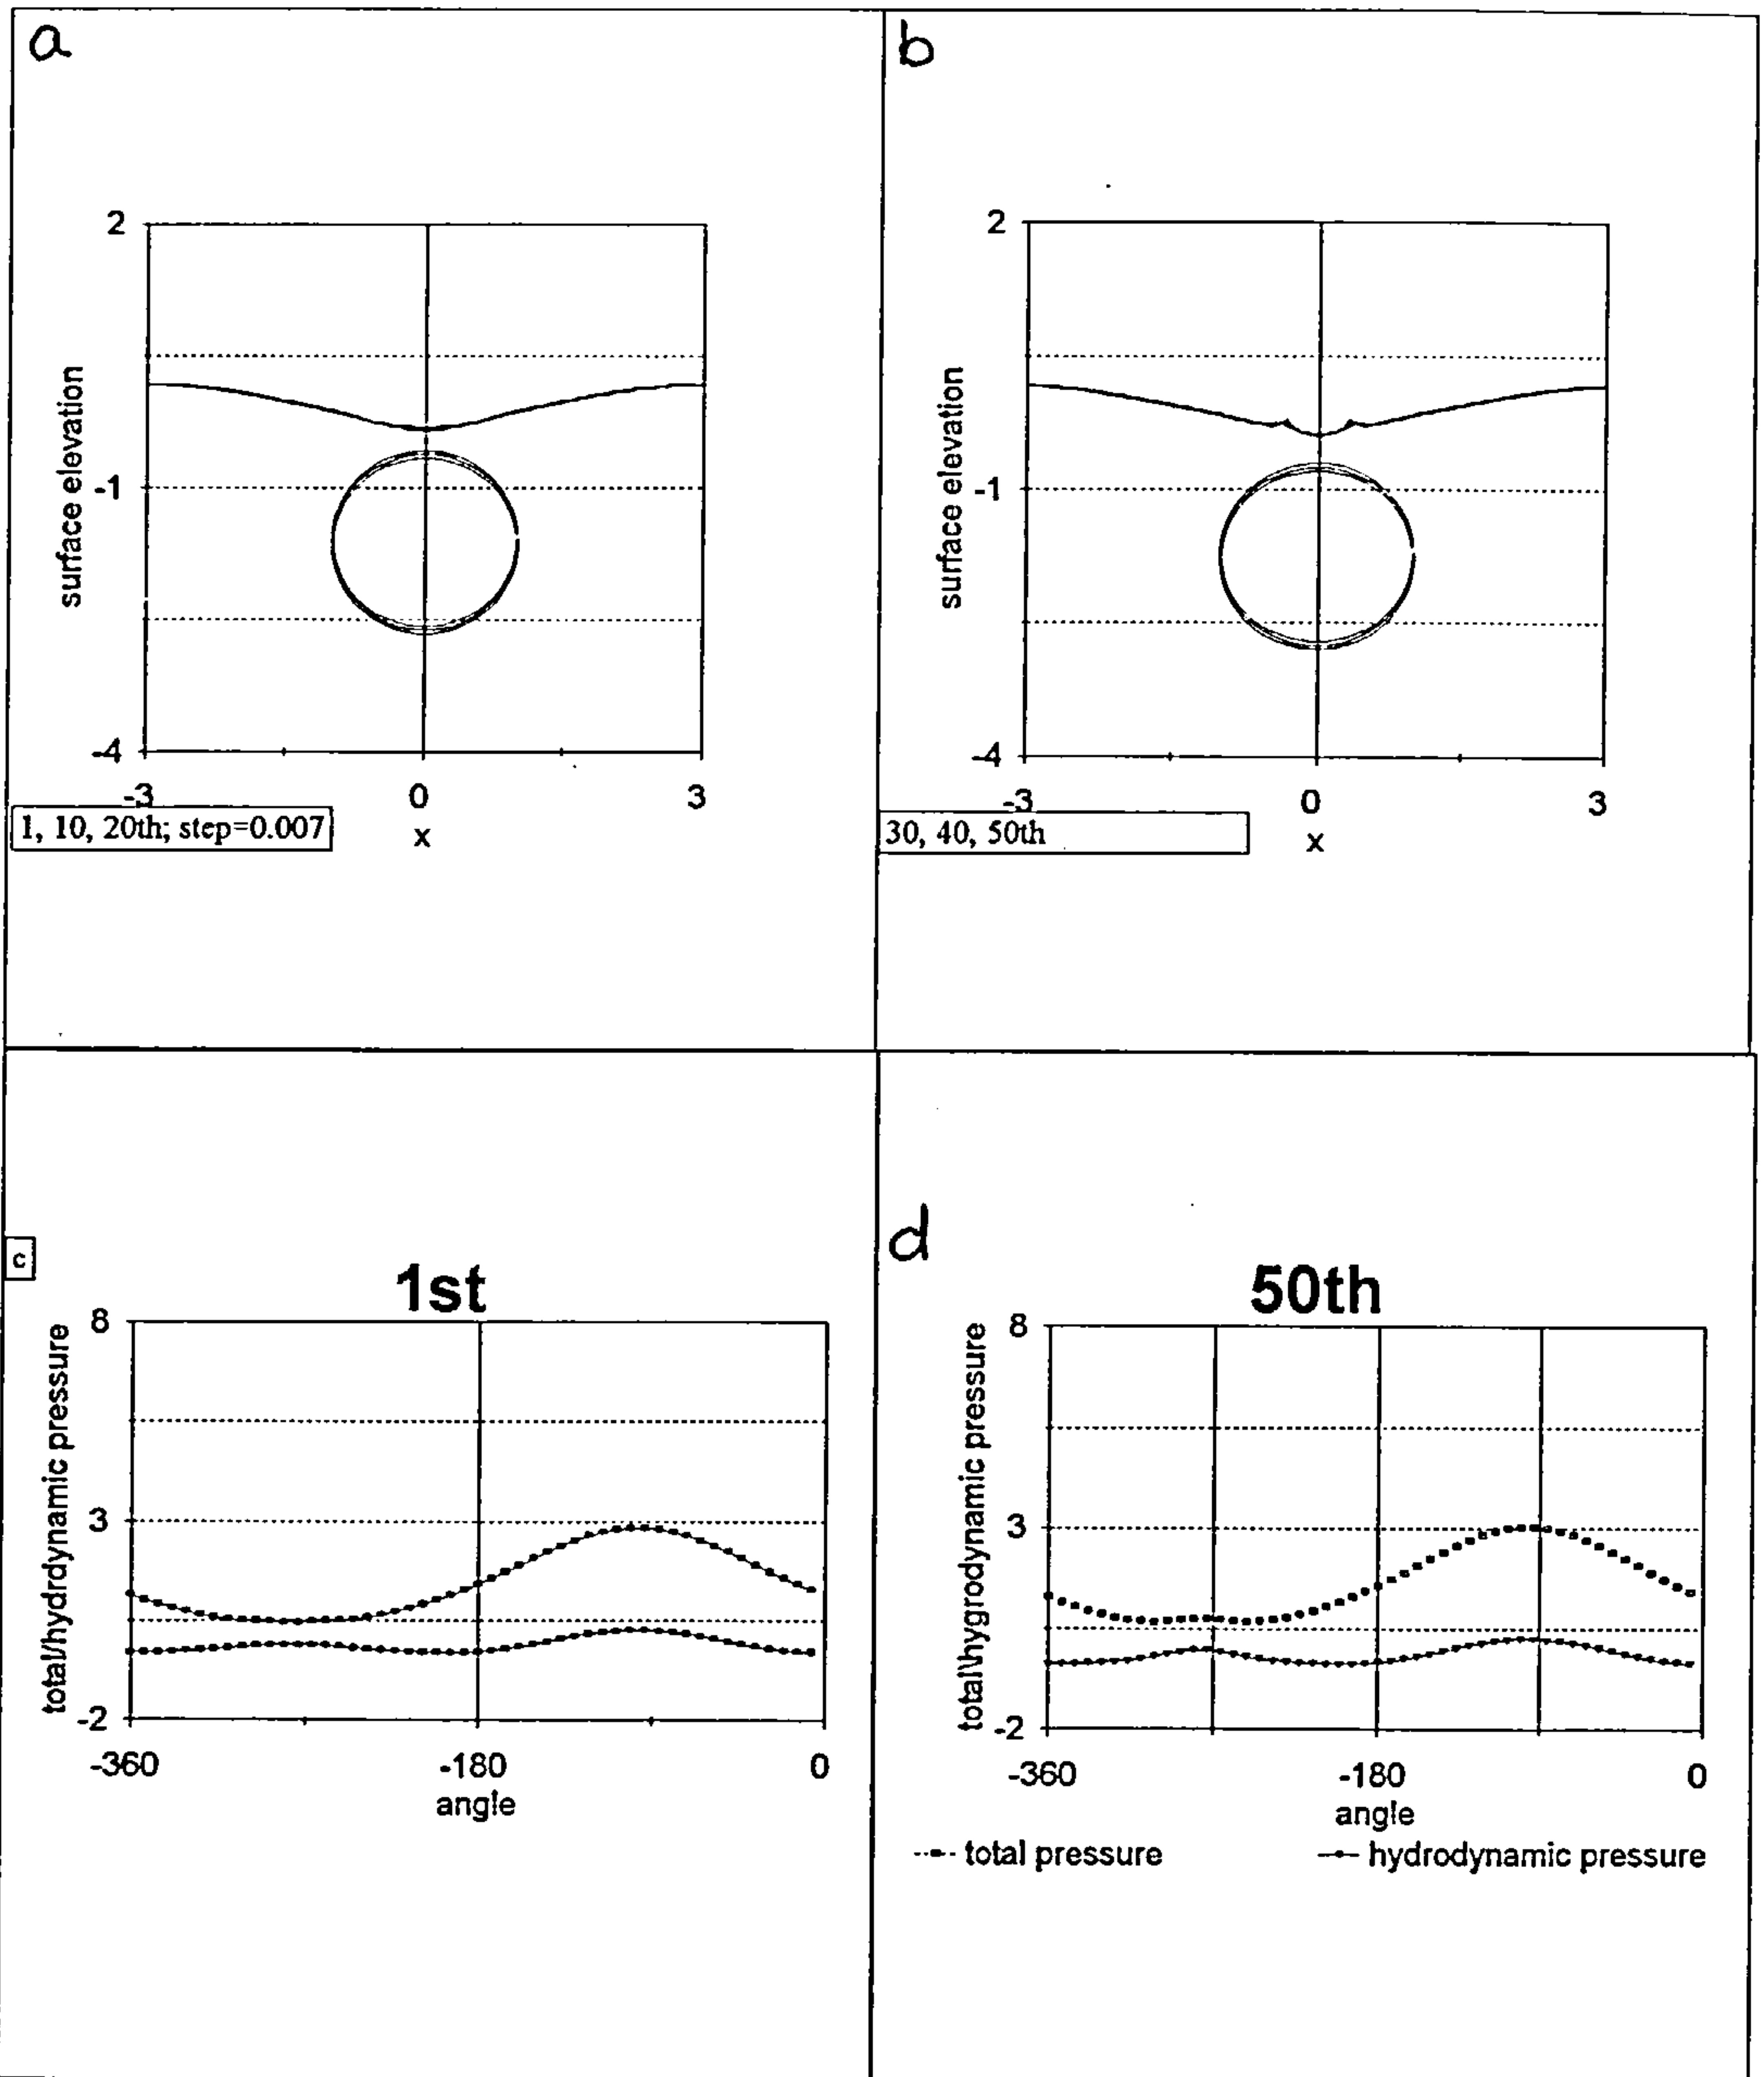 a
2
surface elevation
-1
-4
-3
0
3
x
1, 10, 20th; step=0.007
b
2
surface elevation
-1
-4
-3
0
3
x
30, 40, 50th
c
1st
8
total/hydrdynamic pressure
3
-2
-360
-180
0
angle
d
50th
8
total\hygrodynamic pressure
3
-2
-360
-180
0
angle
total pressure
hydrodynamic pressure